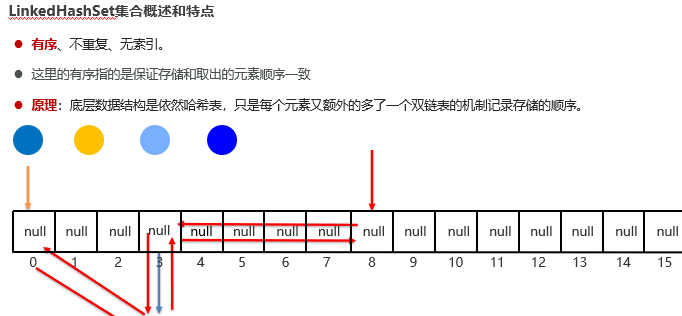 LinkedHashSet集合概述和特点
有序、不重复、无索引。
这里的有序指的是保证存储和取出的元素顺序一致
原理：底层数据结构是依然哈希表，只是每个元素又额外的多了一个双链表的机制记录存储的顺序。
null null null null null null null null null null null null null null null null
0 1 2 3 4 5 6 7 8 9 10 11 12 13 14 15